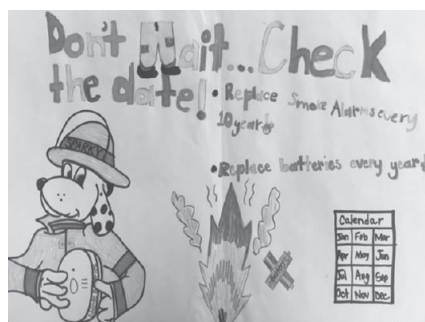 Don't Wait... Check
the date!
• Replace Smoke Alarms every
10 years
• Replace batteries every year
SPARKY
Calendar
Jan Feb Mar
Apr May Jun
Jul Aug Sep
Oct Nov Dec